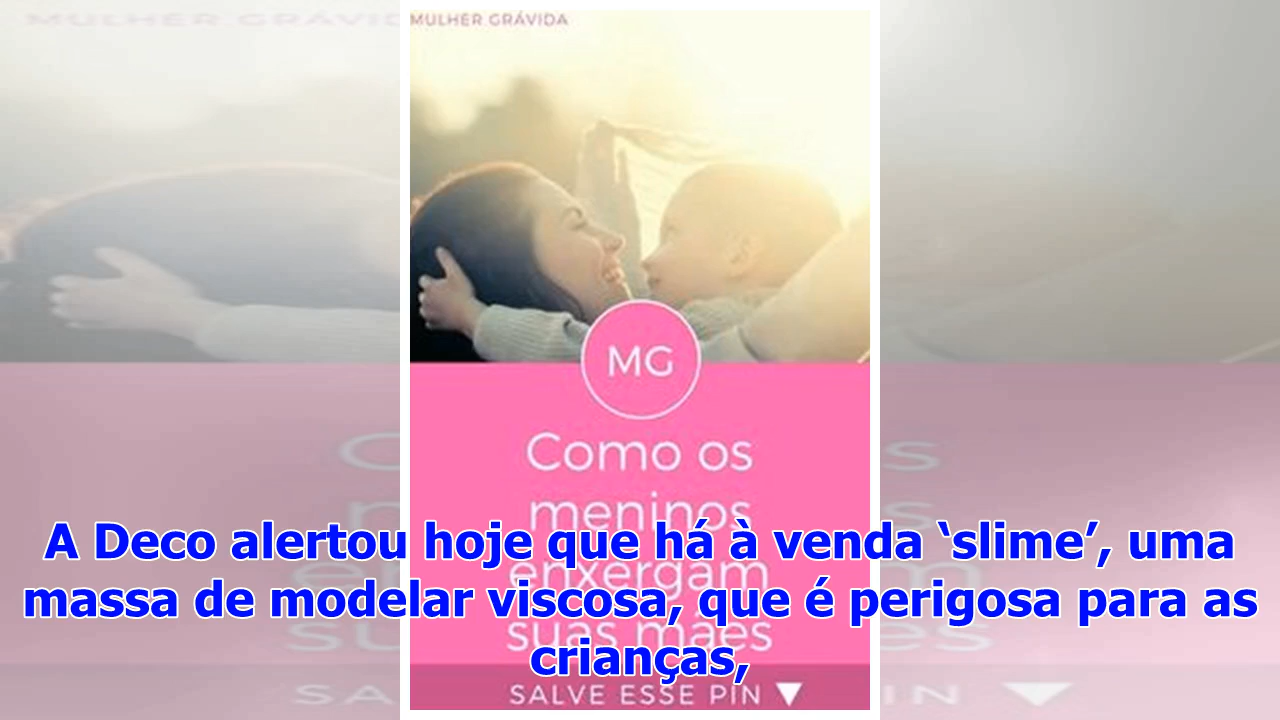 MULHER GRÁVIDA
MG
Como os
meninos
enxergam
suas mães
A Deco alertou hoje que há à venda ‘slime’, uma
massa de modelar viscosa, que é perigosa para as
crianças,
SALVE ESSE PIN